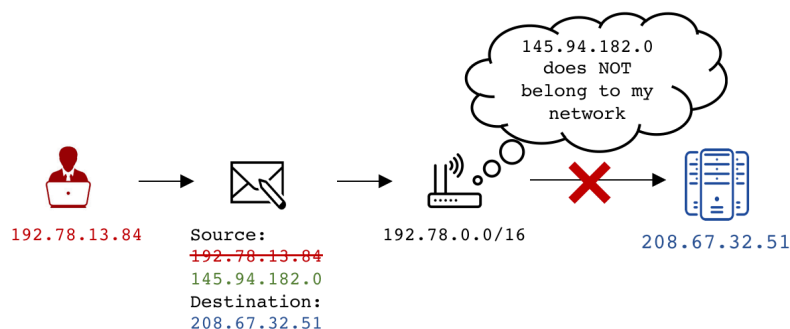 145.94.182.0
does NOT
belong to my
network
192.78.13.84
Source:
192.78.13.84
145.94.182.0
Destination:
208.67.32.51
192.78.0.0/16
208.67.32.51